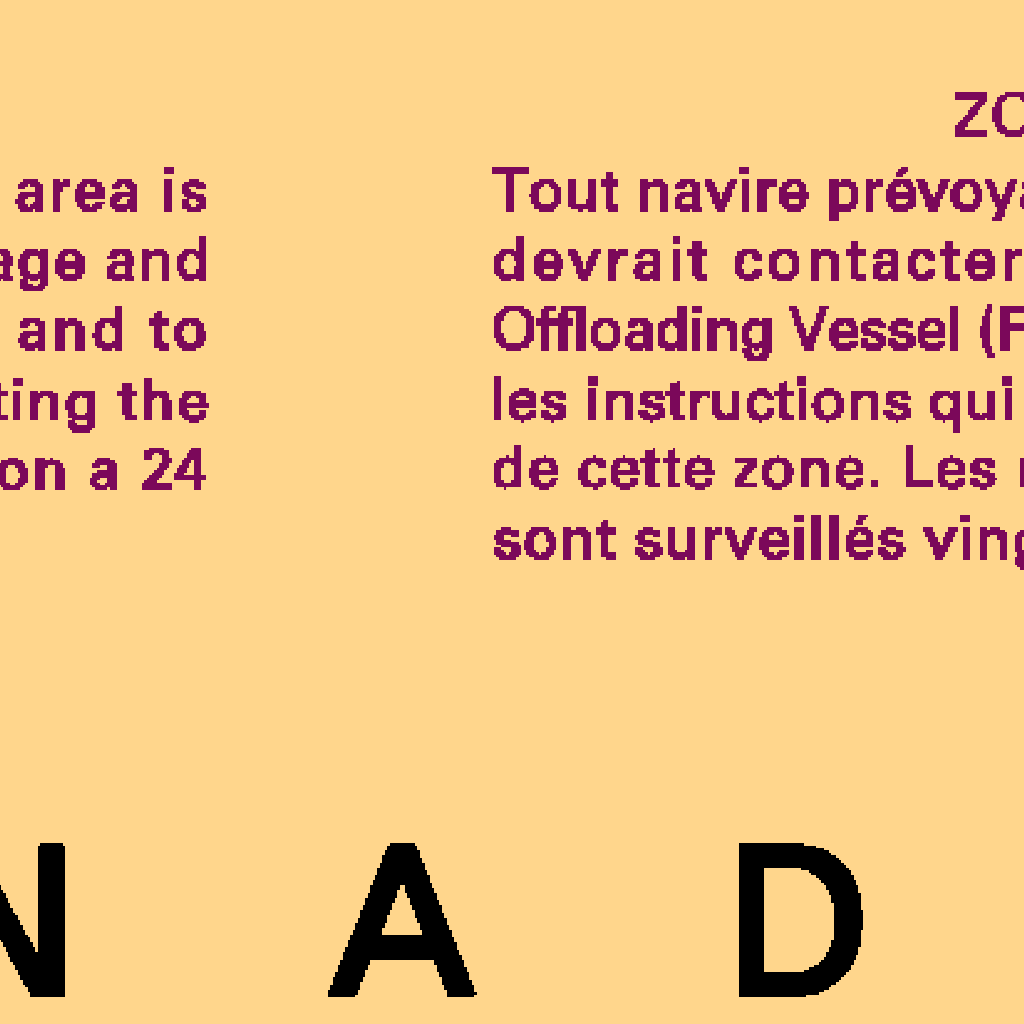 area is
age and
and to
ting the
on a 24
ZO
Tout navire prévoya
devrait contacter
Offloading Vessel (F
les instructions qui
de cette zone. Les
sont surveillés ving
N A D